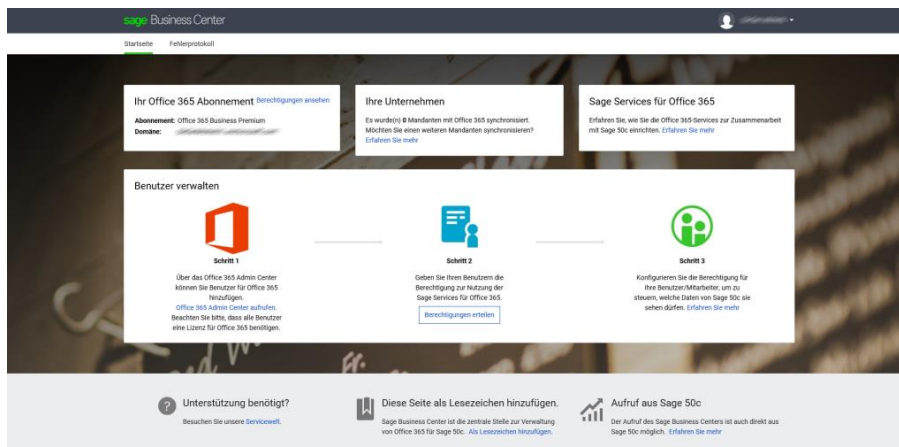 sage Business Center
Startseite Fehlerprotokoll
Ihr Office 365 Abonnement Berechtigungen ansehen
Abonnement: Office 365 Business Premium
Domäne:
Ihre Unternehmen
Es wurde(n) 0 Mandanten mit Office 365 synchronisiert.
Möchten Sie einen weiteren Mandanten synchronisieren?
Erfahren Sie mehr
Sage Services für Office 365
Erfahren Sie, wie Sie die Office 365-Services zur Zusammenarbeit
mit Sage 50c einrichten. Erfahren Sie mehr
Benutzer verwalten
Schritt 1
Über das Office 365 Admin Center
können Sie Benutzer für Office 365
hinzufügen.
Office 365 Admin Center aufrufen.
Beachten Sie bitte, dass alle Benutzer
eine Lizenz für Office 365 benötigen.
Schritt 2
Geben Sie Ihren Benutzern die
Berechtigung zur Nutzung der
Sage Services für Office 365.
Berechtigungen erteilen
Schritt 3
Konfigurieren Sie die Berechtigung für
Ihre Benutzer/Mitarbeiter, um zu
steuern, welche Daten von Sage 50c sie
sehen dürfen. Erfahren Sie mehr
Fr.
Unterstützung benötigt?
Besuchen Sie unsere Servicewelt.
Diese Seite als Lesezeichen hinzufügen.
Sage Business Center ist die zentrale Stelle zur Verwaltung
von Office 365 für Sage 50c. Als Lesezeichen hinzufügen.
Aufruf aus Sage 50c
Der Aufruf des Sage Business Centers ist auch direkt aus
Sage 50c möglich. Erfahren Sie mehr